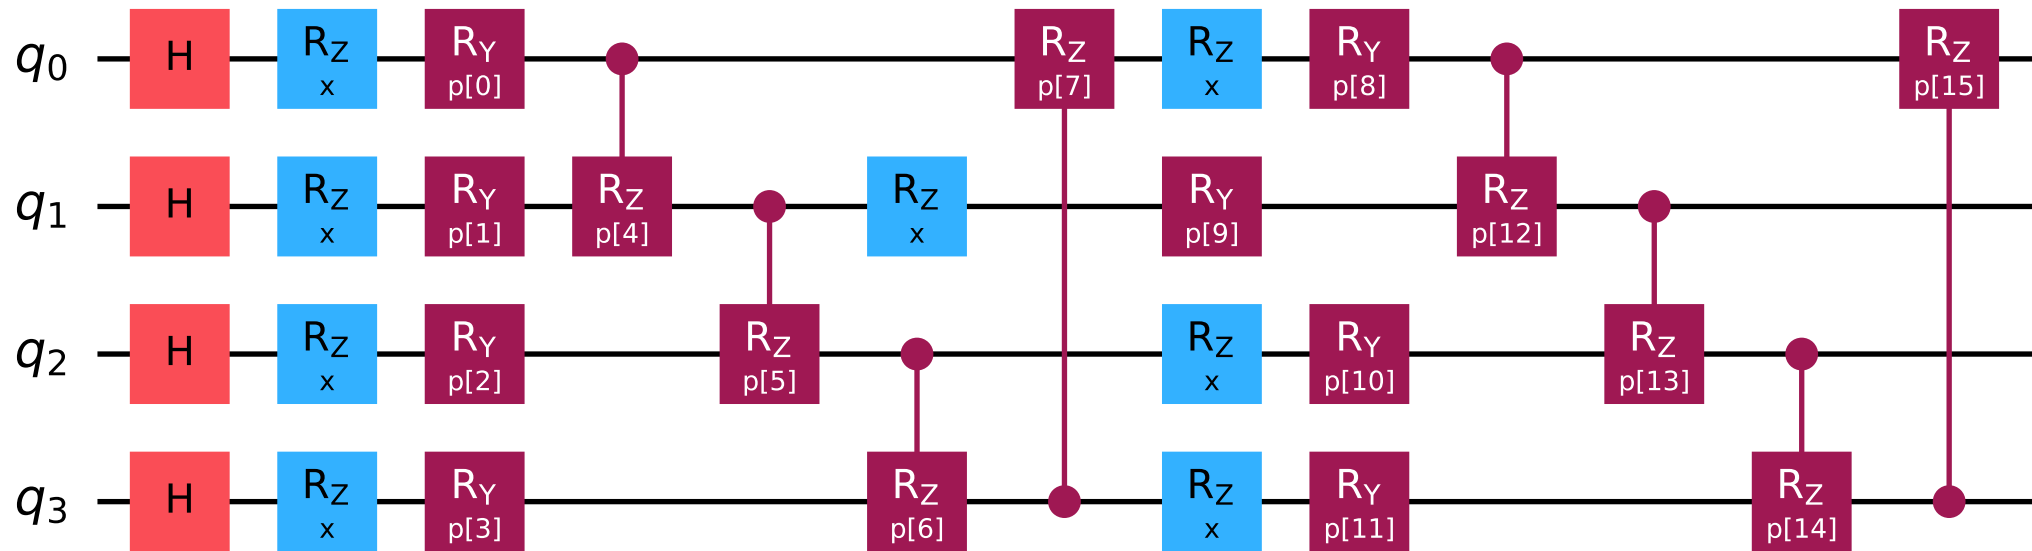 q0 H RZ x RY p[0] RZ p[7] RZ x RY p[8] RZ p[15]
q1 H RZ x RY p[1] RZ p[4] RZ x RY p[9] RZ p[12]
q2 H RZ x RY p[2] RZ p[5] RZ x RY p[10] RZ p[13]
q3 H RZ x RY p[3] RZ p[6] RZ x RY p[11] RZ p[14]